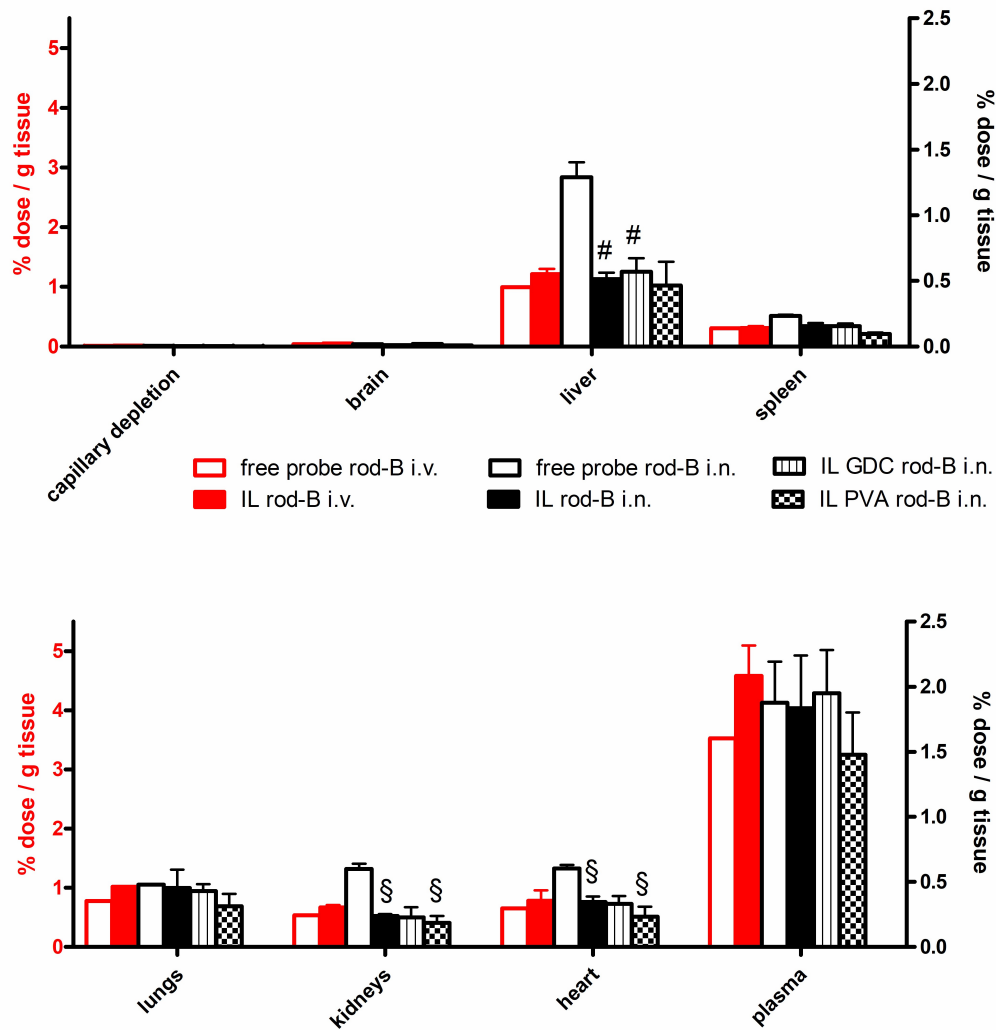 % dose / g tissue
5
4
3
2
1
0
2.5
2.0
1.5
1.0
0.5
0.0
% dose / g tissue
#
#
capillary depletion
brain
liver
spleen
free probe rod-B i.v.
free probe rod-B i.n.
IL GDC rod-B i.n.
IL rod-B i.v.
IL rod-B i.n.
IL PVA rod-B i.n.
% dose / g tissue
5
4
3
2
1
0
2.5
2.0
1.5
1.0
0.5
0.0
% dose / g tissue
§
§
§
§
lungs
kidneys
heart
plasma